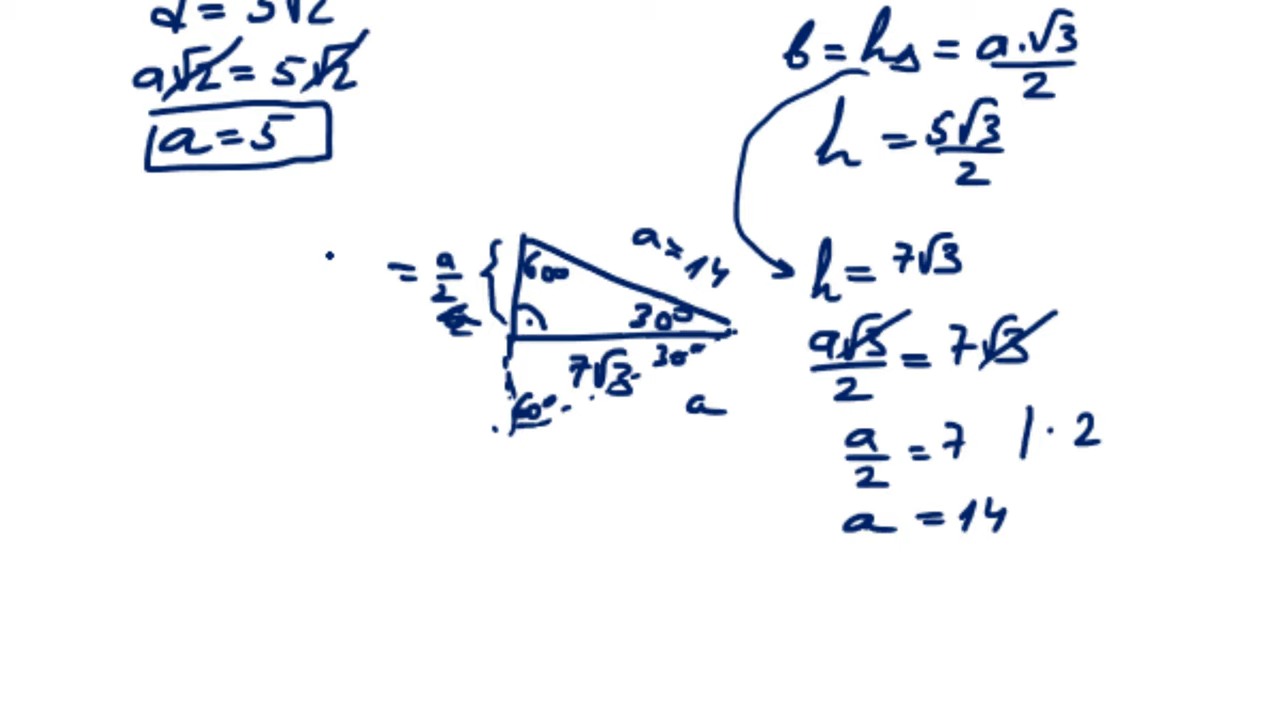 d = 5√2
a√2 = 5√2
a = 5
b = h△ = a·√3/2
h = 5√3/2
= a/2
60°
a = 14
30°
7√3
30°
60°
a
h = 7√3
a√3/2 = 7√3
a/2 = 7 | · 2
a = 14